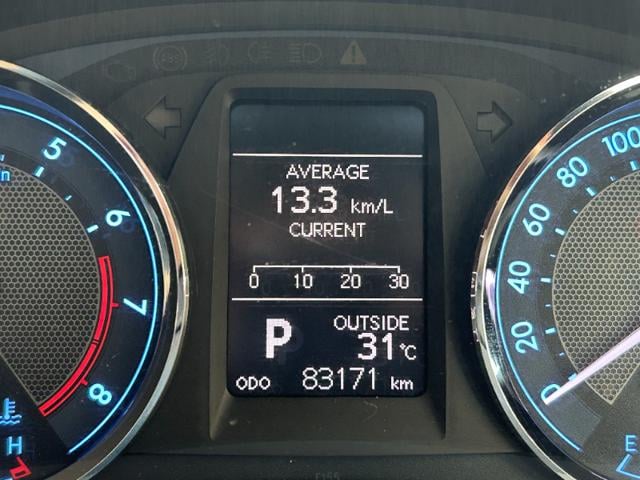 AVERAGE
13.3 km/L
CURRENT
0 10 20 30
P
OUTSIDE
31°C
ODO 83171 km
5
6
7
8
H
100
80
60
40
20
0
E